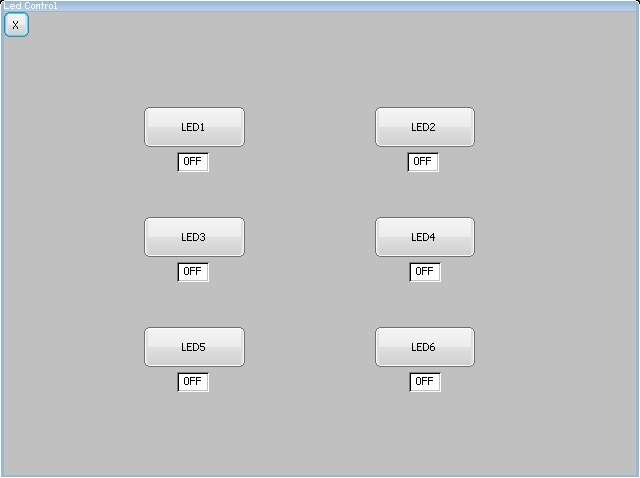 Led Control
X
LED1 LED2
OFF OFF
LED3 LED4
OFF OFF
LED5 LED6
OFF OFF